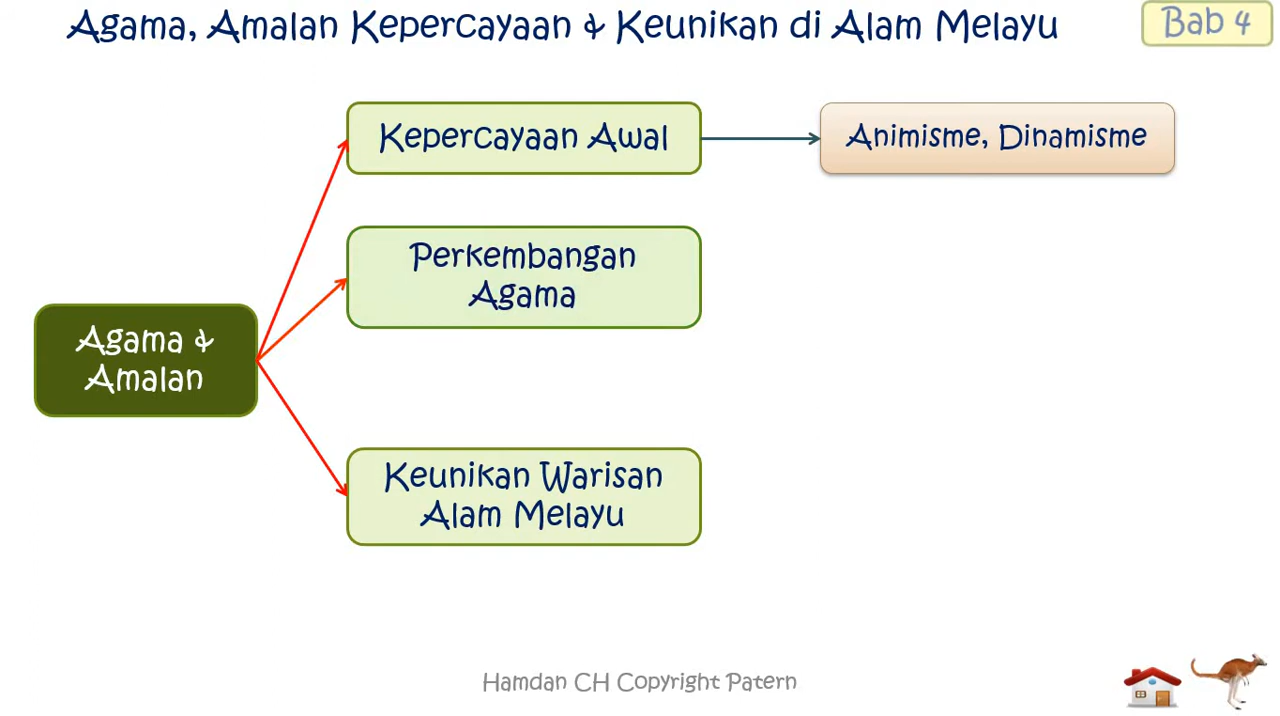 Agama, Amalan Kepercayaan & Keunikan di Alam Melayu
Bab 4
Kepercayaan Awal
Animisme, Dinamisme
Perkembangan
Agama
Agama &
Amalan
Keunikan Warisan
Alam Melayu
Hamdan CH Copyright Patern